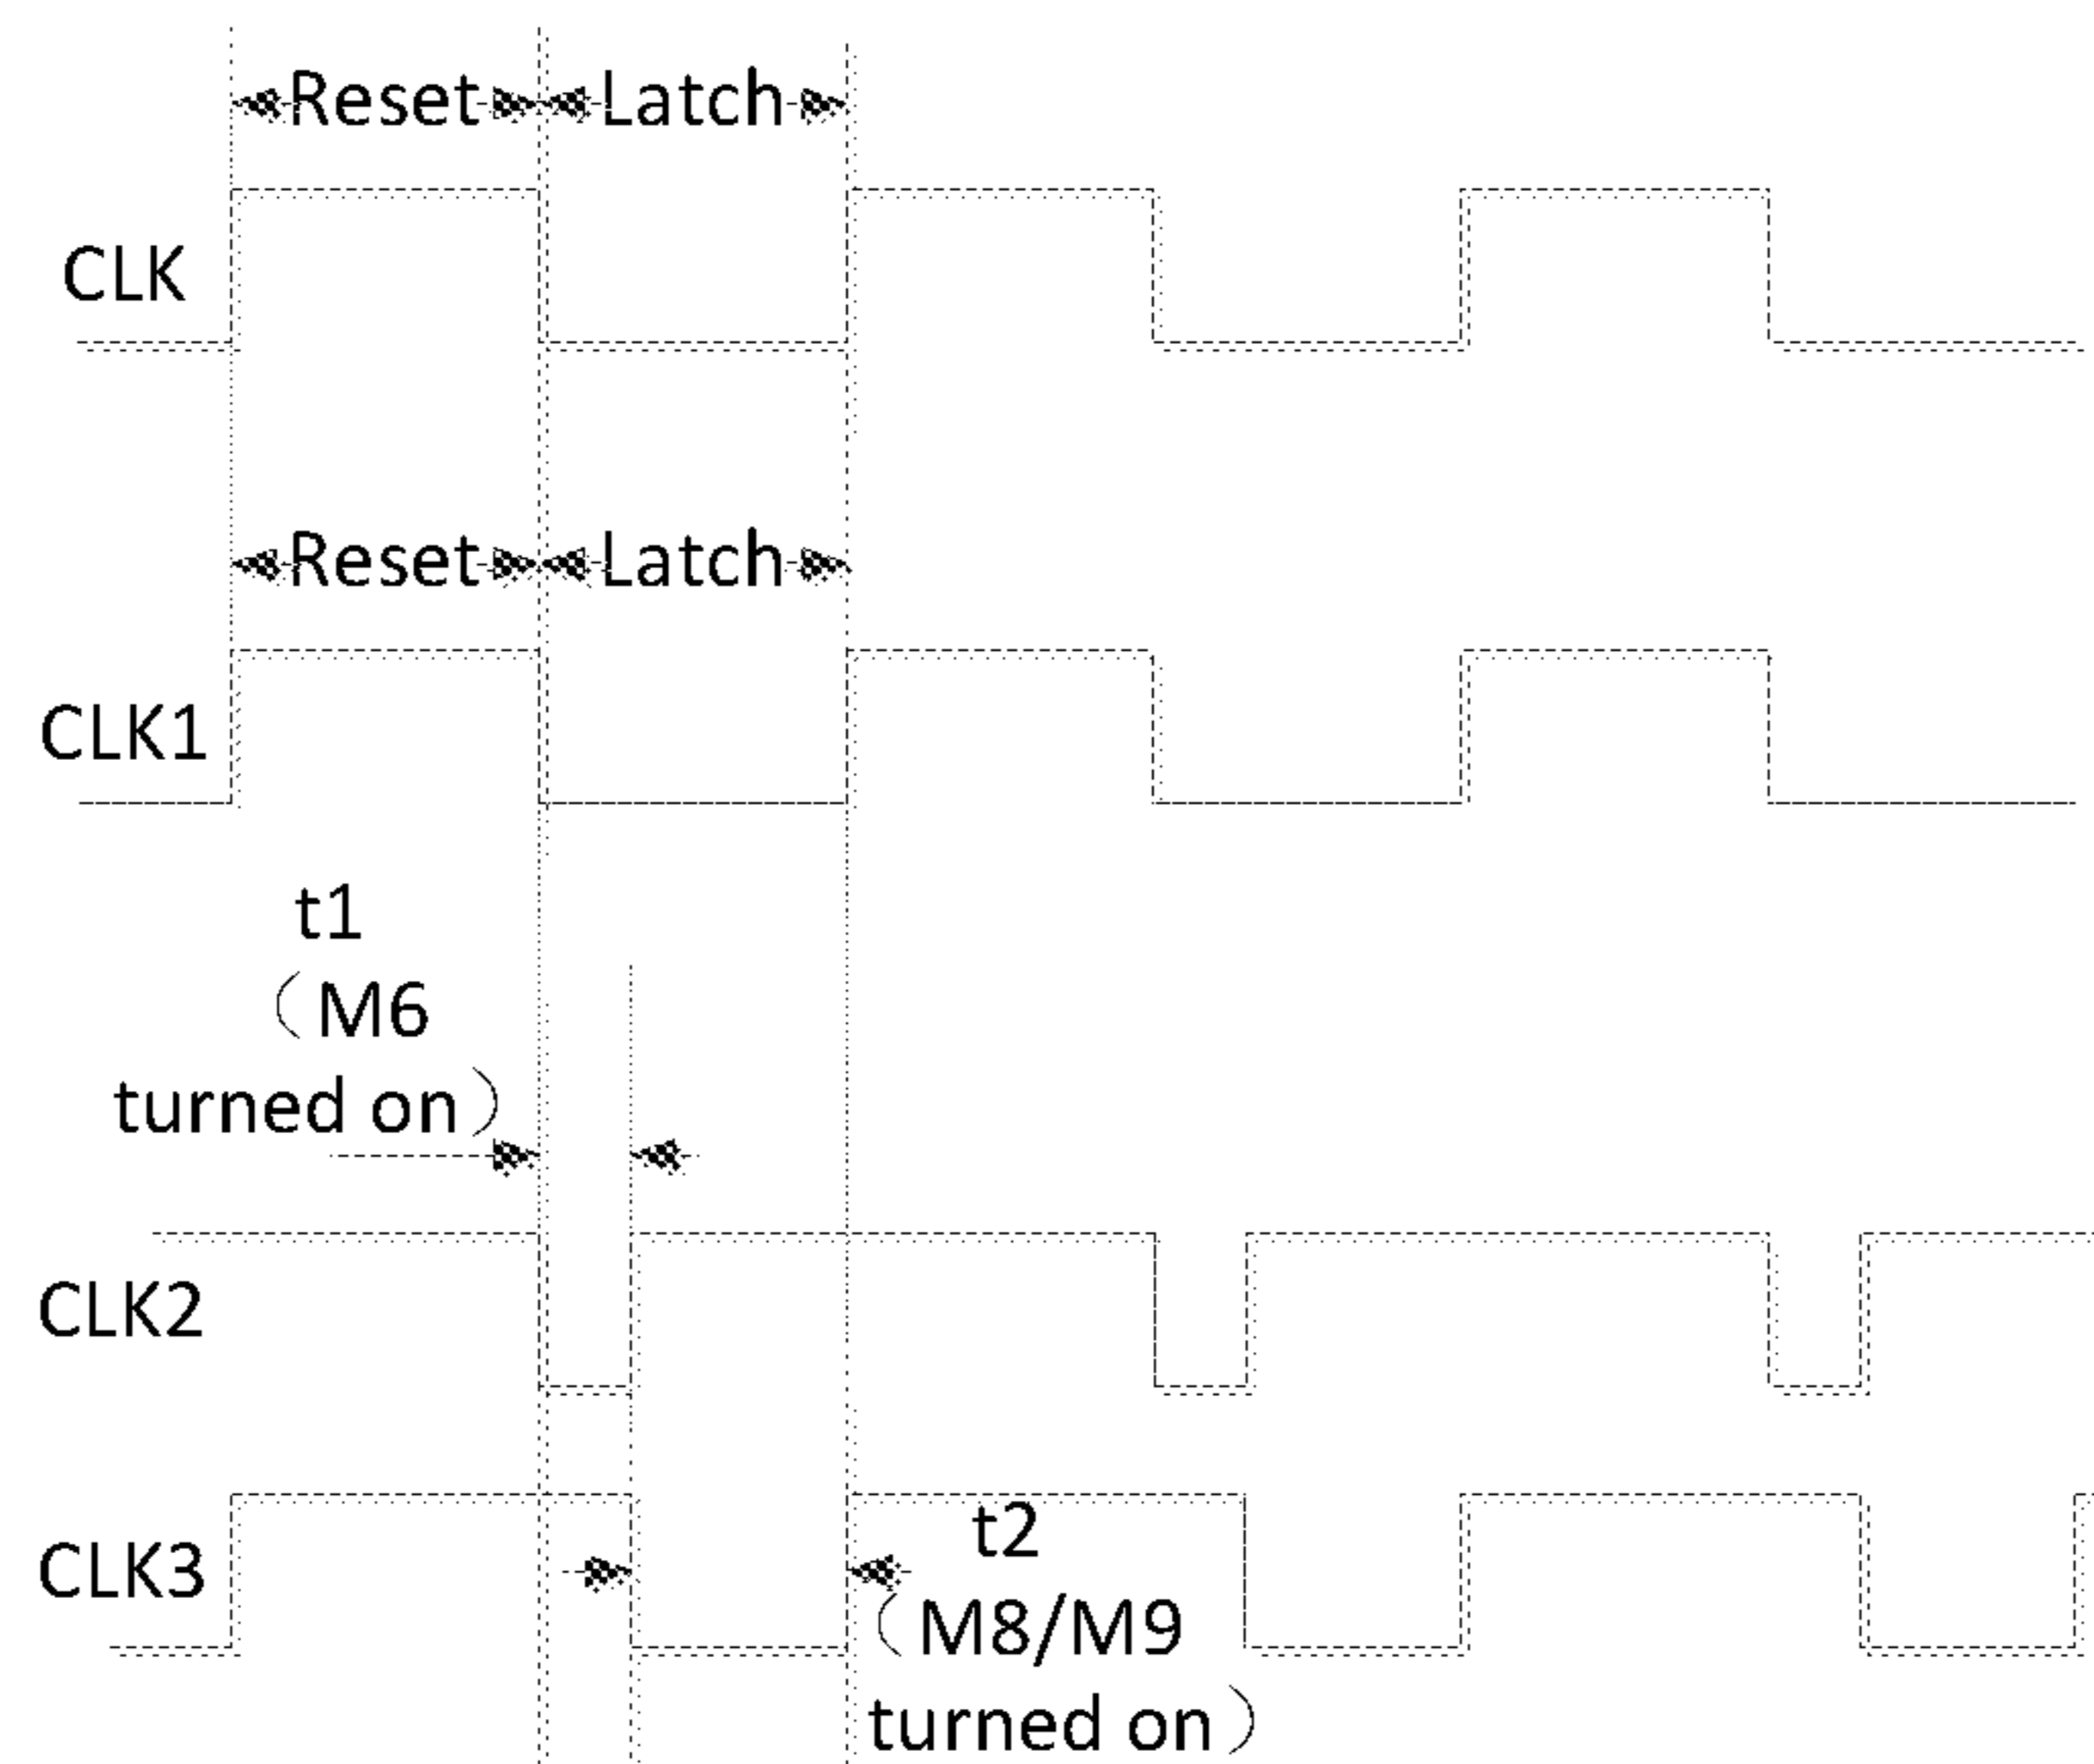 Reset Latch
CLK
Reset Latch
CLK1
t1
（M6
turned on）
CLK2
CLK3
t2
（M8/M9
turned on）